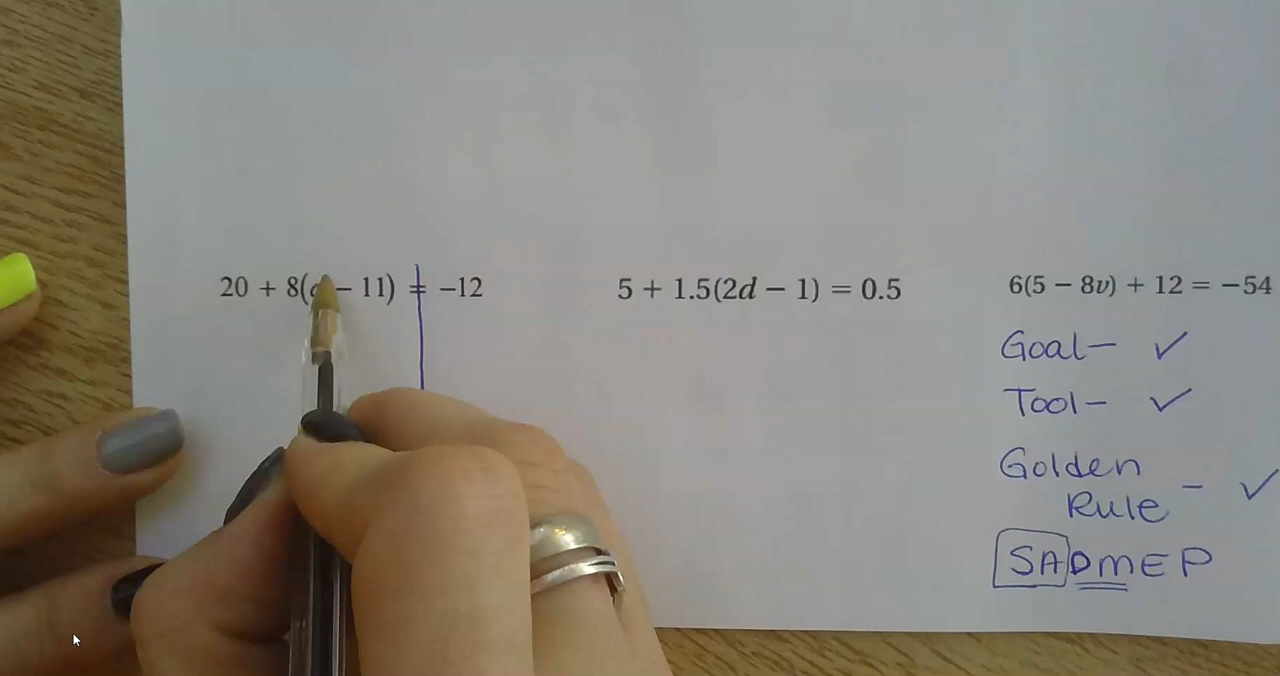 20 + 8( − 11) = −12
5 + 1.5(2d − 1) = 0.5
6(5 − 8v) + 12 = −54
Goal— ✓
Tool— ✓
Golden
Rule – ✓
SADMEP